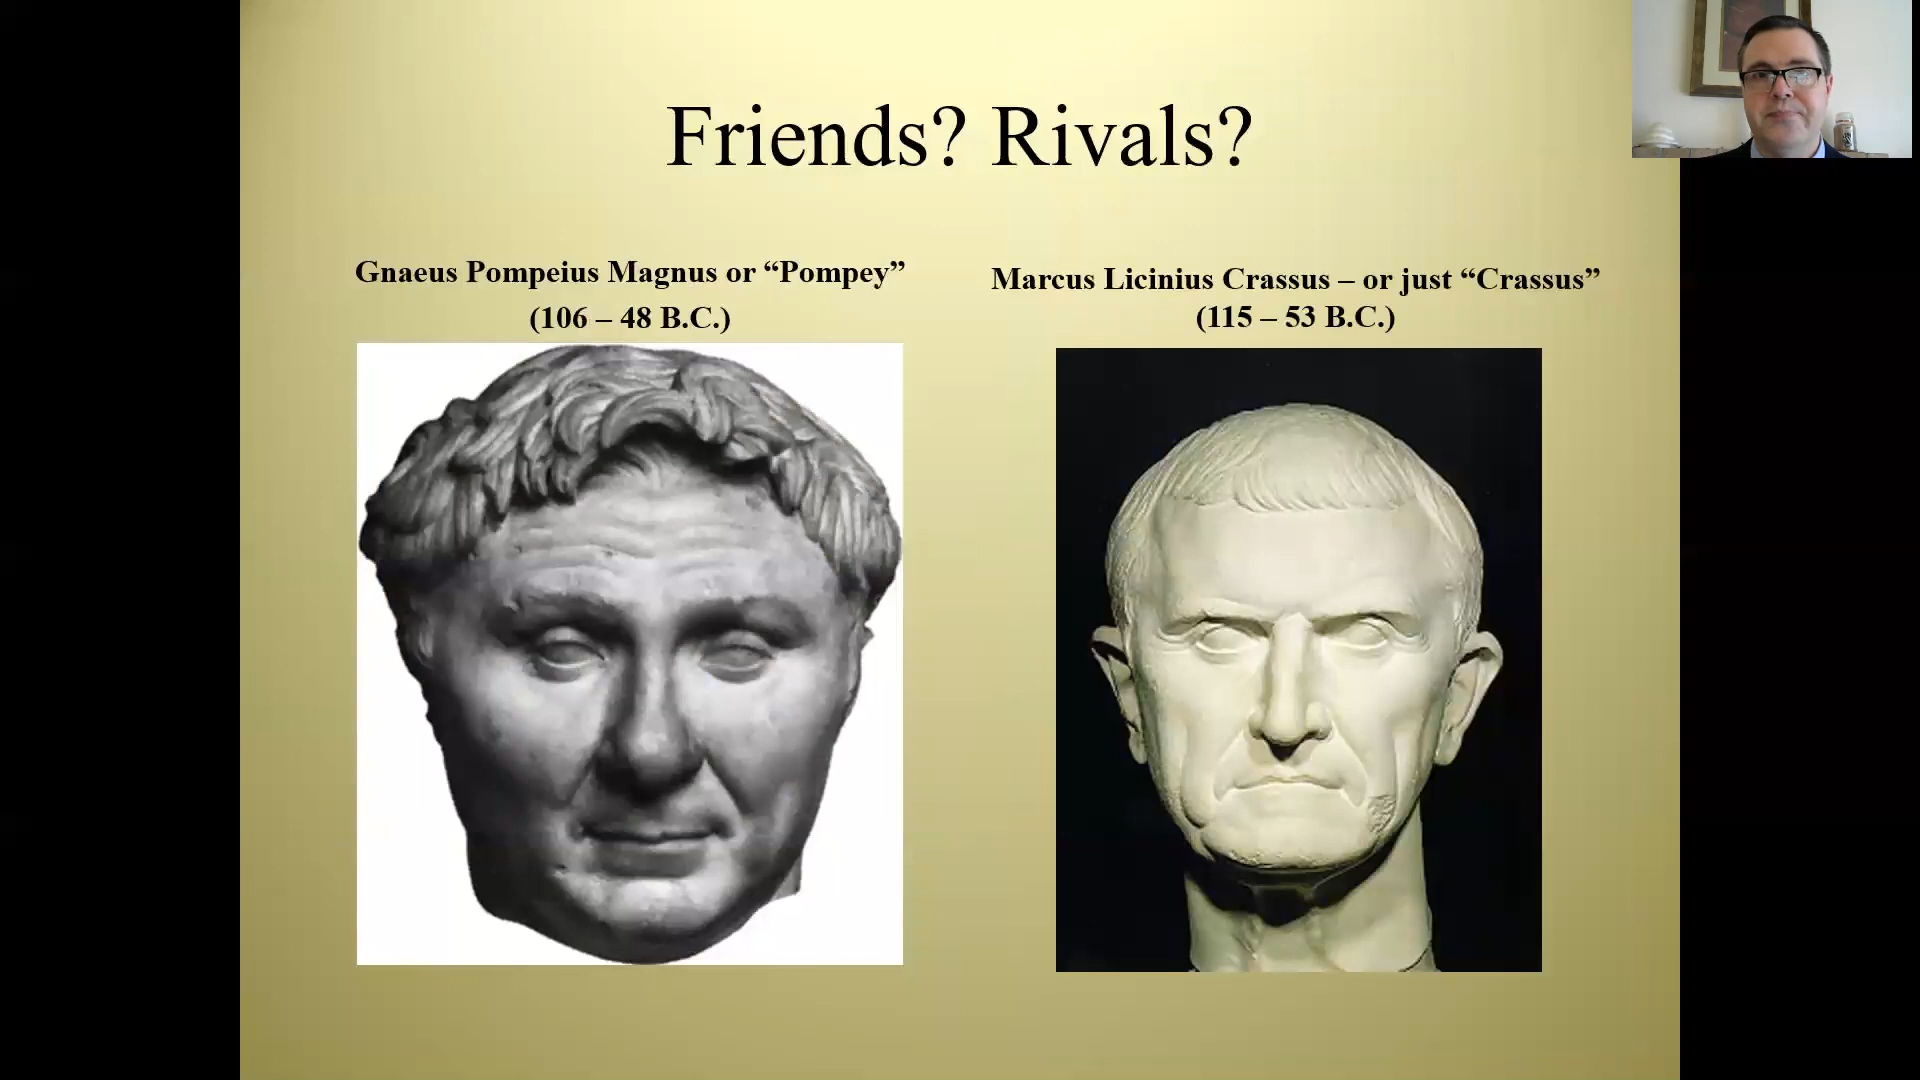 Friends? Rivals?
Gnaeus Pompeius Magnus or “Pompey”
(106 – 48 B.C.)
Marcus Licinius Crassus – or just “Crassus”
(115 – 53 B.C.)